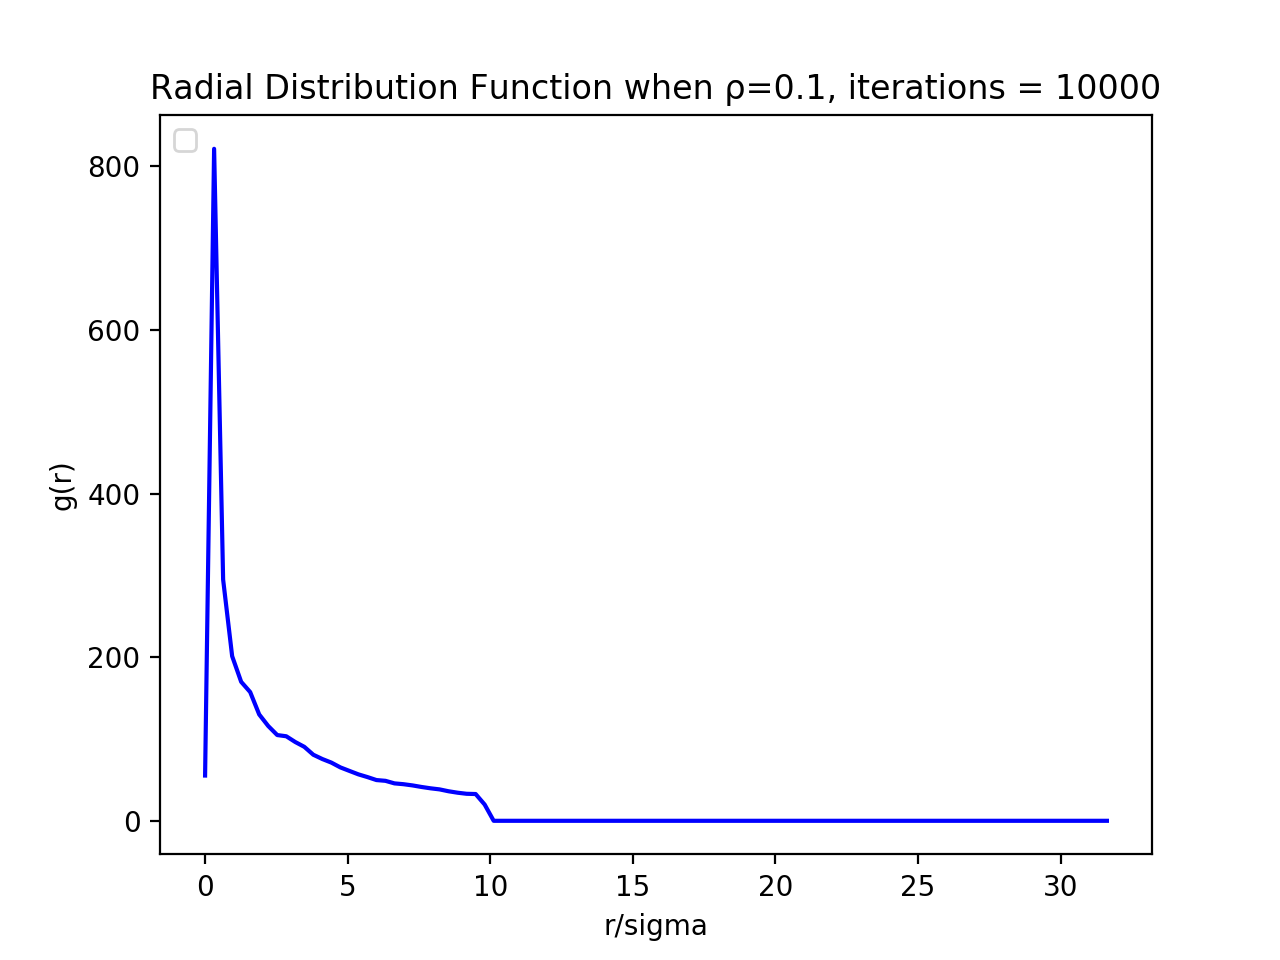 Radial Distribution Function when ρ=0.1, iterations = 10000
800
600
400
200
0
g(r)
0 5 10 15 20 25 30
r/sigma